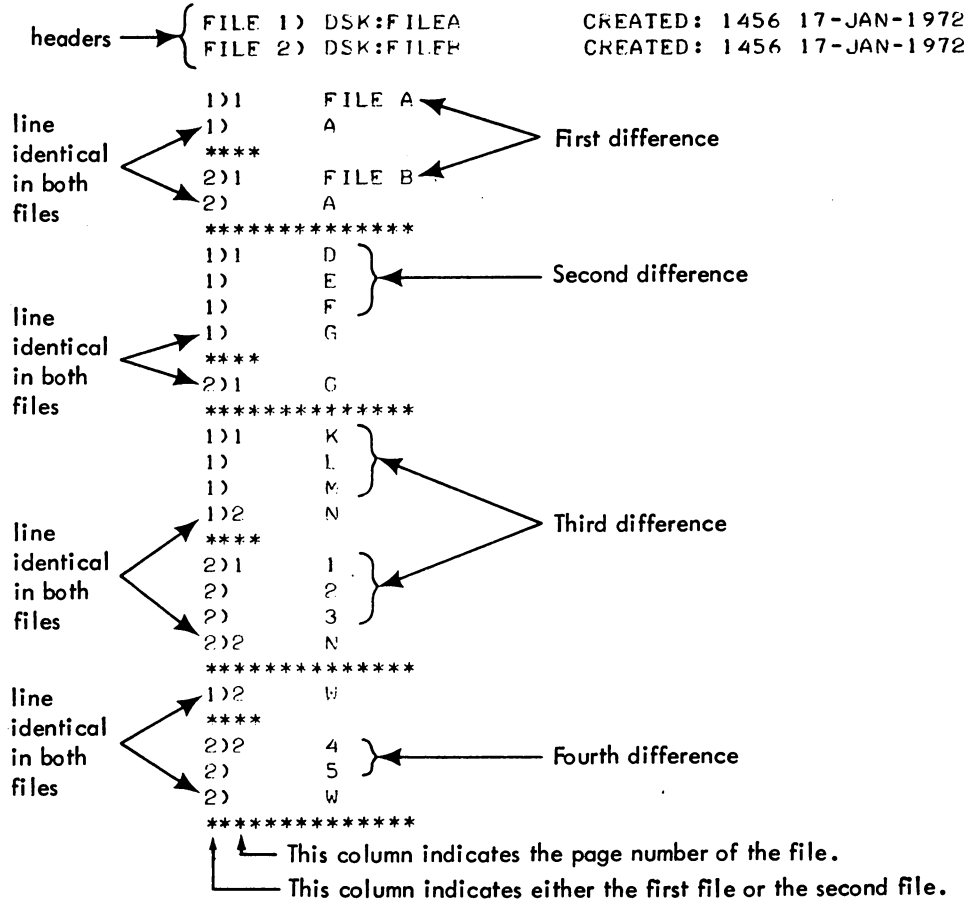 headers
FILE 1) DSK:FILEA CREATED: 1456 17-JAN-1972
FILE 2) DSK:FILEB CREATED: 1456 17-JAN-1972
line
identical
in both
files
1)1 FILE A
1) A
****
2)1 FILE B
2) A
**************
First difference
1)1 D
1) E
1) F
1) G
****
2)1 G
**************
Second difference
line
identical
in both
files
1)1 K
1) L
1) M
1)2 N
****
2)1 1
2) 2
2) 3
2)2 N
**************
Third difference
line
identical
in both
files
1)2 W
****
2)2 4
2) 5
2) W
**************
Fourth difference
line
identical
in both
files
This column indicates the page number of the file.
This column indicates either the first file or the second file.